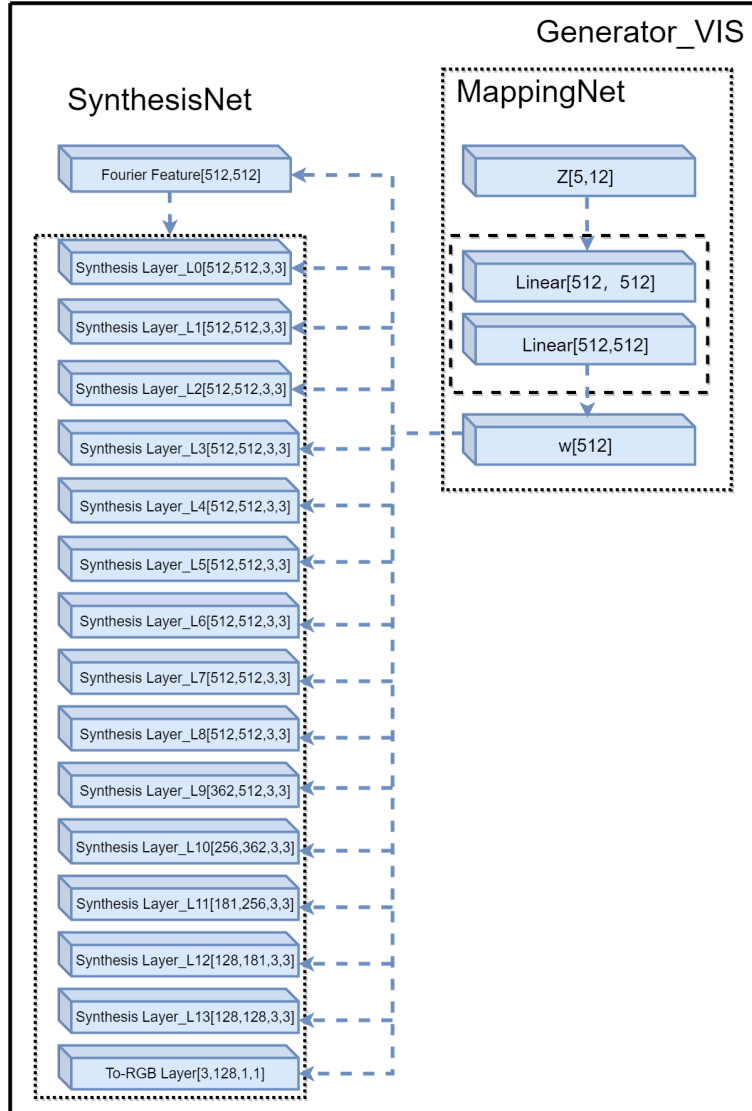 Generator_VIS
SynthesisNet
MappingNet
Fourier Feature[512,512]
Synthesis Layer_L0[512,512,3,3]
Synthesis Layer_L1[512,512,3,3]
Synthesis Layer_L2[512,512,3,3]
Synthesis Layer_L3[512,512,3,3]
Synthesis Layer_L4[512,512,3,3]
Synthesis Layer_L5[512,512,3,3]
Synthesis Layer_L6[512,512,3,3]
Synthesis Layer_L7[512,512,3,3]
Synthesis Layer_L8[512,512,3,3]
Synthesis Layer_L9[362,512,3,3]
Synthesis Layer_L10[256,362,3,3]
Synthesis Layer_L11[181,256,3,3]
Synthesis Layer_L12[128,181,3,3]
Synthesis Layer_L13[128,128,3,3]
To-RGB Layer[3,128,1,1]
Z[5,12]
Linear[512，512]
Linear[512,512]
w[512]